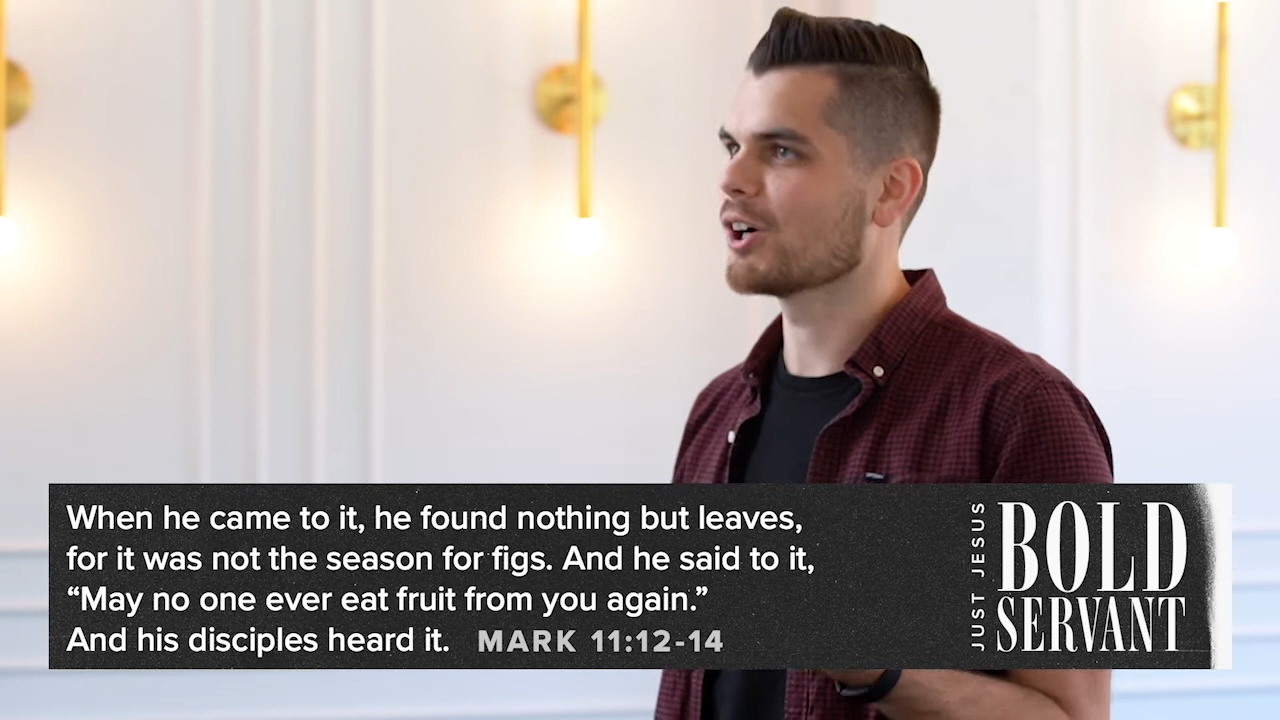 When he came to it, he found nothing but leaves,
for it was not the season for figs. And he said to it,
“May no one ever eat fruit from you again.”
And his disciples heard it. MARK 11:12-14
JUST JESUS
BOLD
SERVANT